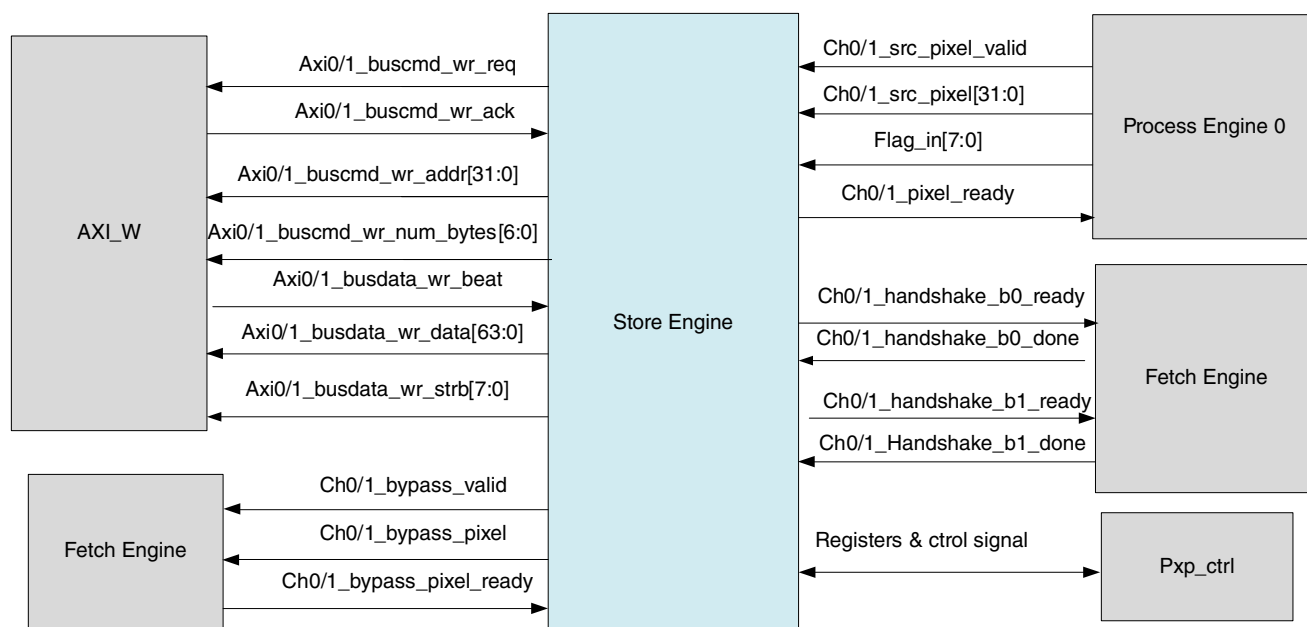 Axi0/1_buscmd_wr_req
Axi0/1_buscmd_wr_ack
Axi0/1_buscmd_wr_addr[31:0]
AXI_W
Axi0/1_buscmd_wr_num_bytes[6:0]
Axi0/1_busdata_wr_beat
Axi0/1_busdata_wr_data[63:0]
Axi0/1_busdata_wr_strb[7:0]
Ch0/1_bypass_valid
Ch0/1_bypass_pixel
Fetch Engine
Ch0/1_bypass_pixel_ready
Store Engine
Ch0/1_src_pixel_valid
Ch0/1_src_pixel[31:0]
Process Engine 0
Flag_in[7:0]
Ch0/1_pixel_ready
Ch0/1_handshake_b0_ready
Ch0/1_handshake_b0_done
Fetch Engine
Ch0/1_handshake_b1_ready
Ch0/1_Handshake_b1_done
Registers & ctrol signal
Pxp_ctrl